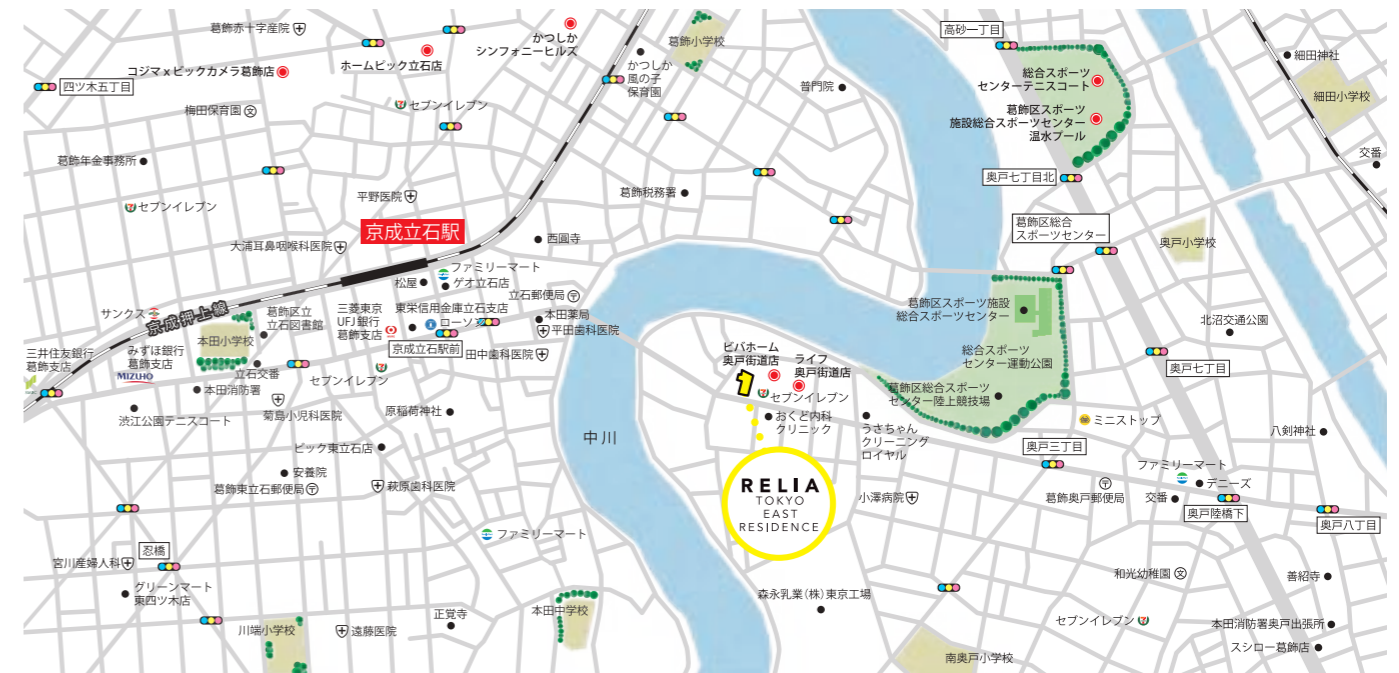 葛飾赤十字産院
かつしか
シンフォニーヒルズ
ホームピック立石店
コジマｘビックカメラ葛飾店
四ツ木五丁目
梅田保育園
セブンイレブン
葛飾小学校
かつしか
風の子
保育園
普門院
高砂一丁目
総合スポーツ
センターテニスコート
葛飾区スポーツ
施設総合スポーツセンター
温水プール
細田神社
細田小学校
交番
葛飾年金事務所
セブンイレブン
平野医院
葛飾税務署
奥戸七丁目北
京成立石駅
大浦耳鼻咽喉科医院
西圓寺
葛飾区総合
スポーツセンター
奥戸小学校
ファミリーマート
松屋
ゲオ立石店
立石郵便局
サンクス
京成押上線
葛飾区立
立石図書館
三菱東京
UFJ銀行
葛飾支店
東栄信用金庫立石支店
ローソン
本田薬局
平田歯科医院
本田小学校
京成立石駅前
田中歯科医院
三井住友銀行
葛飾支店
みずほ銀行
葛飾支店
MIZUHO
立石交番
セブンイレブン
本田消防署
渋江公園テニスコート
菊島小児科医院
原稲荷神社
葛飾区スポーツ施設
総合スポーツセンター
北沼交通公園
総合スポーツ
センター運動公園
奥戸七丁目
ビバホーム
奥戸街道店
ライフ
奥戸街道店
セブンイレブン
葛飾区総合スポーツ
センター陸上競技場
おくど内科
クリニック
うさちゃん
クリーニング
ロイヤル
ミニストップ
八剣神社
中川
ビック東立石店
安養院
葛飾東立石郵便局
萩原歯科医院
奥戸三丁目
ファミリーマート
デニーズ
交番
葛飾奥戸郵便局
奥戸陸橋下
奥戸八丁目
RELIA
TOKYO
EAST
RESIDENCE
小澤病院
ファミリーマート
忍橋
宮川産婦人科
グリーンマート
東四ツ木店
和光幼稚園
善紹寺
森永乳業（株）東京工場
本田中学校
正覚寺
川端小学校
遠藤医院
セブンイレブン
本田消防署奥戸出張所
スシロー葛飾店
南奥戸小学校